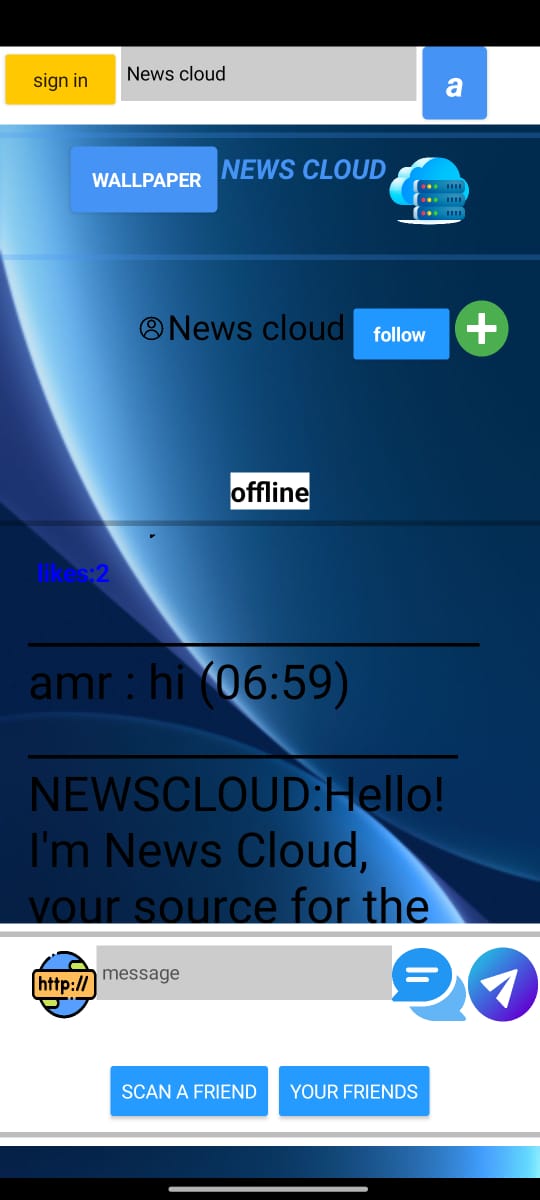 sign in
News cloud
a
WALLPAPER
NEWS CLOUD
News cloud
follow
offline
likes:2
amr : hi (06:59)
NEWSCLOUD:Hello!
I'm News Cloud,
your source for the
http://
message
SCAN A FRIEND
YOUR FRIENDS